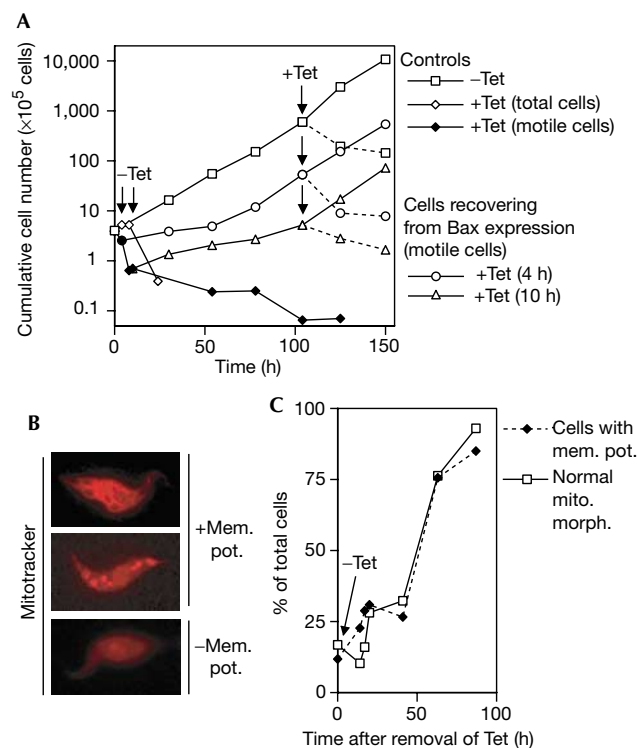 A
Cumulative cell number (×10⁵ cells)
10,000
1,000
100
10
1
0.1
0
50
100
150
Time (h)
–Tet
+Tet
Controls
–Tet
+Tet (total cells)
+Tet (motile cells)
Cells recovering
from Bax expression
(motile cells)
+Tet (4 h)
+Tet (10 h)
B
Mitotracker
+Mem.
pot.
–Mem.
pot.
C
% of total cells
100
75
50
25
0
0
50
100
Time after removal of Tet (h)
–Tet
Cells with
mem. pot.
Normal
mito.
morph.